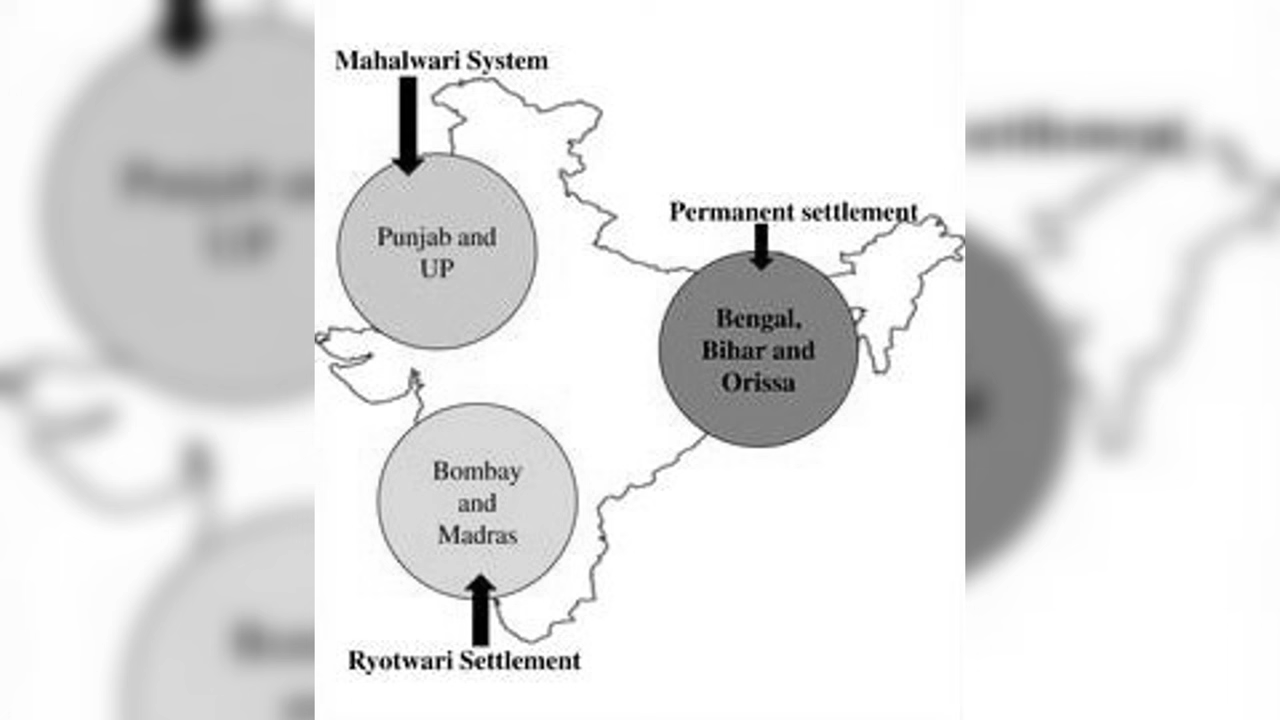 Mahalwari System
Punjab and
UP
Permanent settlement
Bengal,
Bihar and
Orissa
Bombay
and
Madras
Ryotwari Settlement